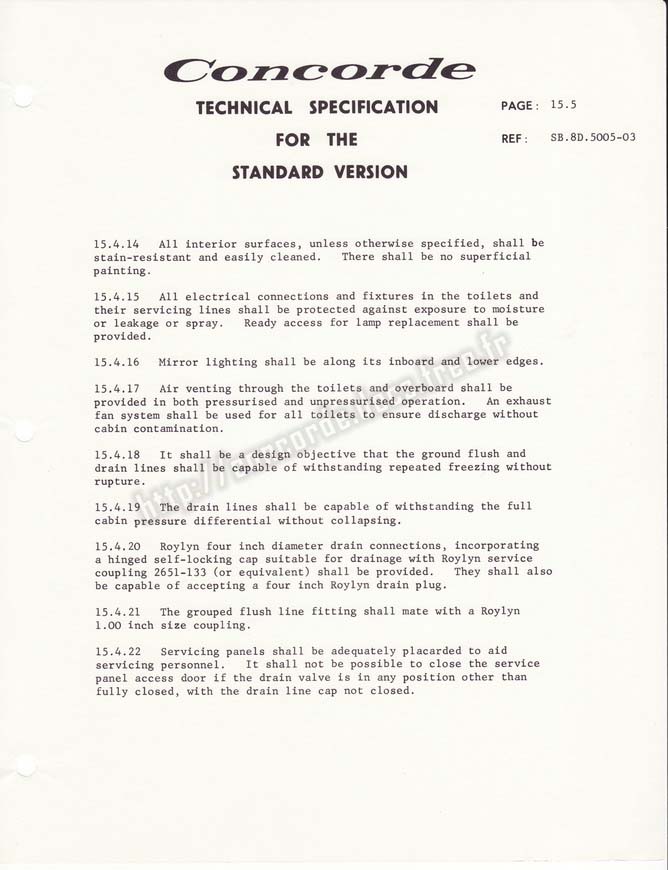 Concorde
TECHNICAL SPECIFICATION
FOR THE
STANDARD VERSION
PAGE: 15.5
REF: SB.8D.5005-03
15.4.14 All interior surfaces, unless otherwise specified, shall be
stain-resistant and easily cleaned. There shall be no superficial
painting.
15.4.15 All electrical connections and fixtures in the toilets and
their servicing lines shall be protected against exposure to moisture
or leakage or spray. Ready access for lamp replacement shall be
provided.
15.4.16 Mirror lighting shall be along its inboard and lower edges.
15.4.17 Air venting through the toilets and overboard shall be
provided in both pressurised and unpressurised operation. An exhaust
fan system shall be used for all toilets to ensure discharge without
cabin contamination.
15.4.18 It shall be a design objective that the ground flush and
drain lines shall be capable of withstanding repeated freezing without
rupture.
15.4.19 The drain lines shall be capable of withstanding the full
cabin pressure differential without collapsing.
15.4.20 Roylyn four inch diameter drain connections, incorporating
a hinged self-locking cap suitable for drainage with Roylyn service
coupling 2651-133 (or equivalent) shall be provided. They shall also
be capable of accepting a four inch Roylyn drain plug.
15.4.21 The grouped flush line fitting shall mate with a Roylyn
1.00 inch size coupling.
15.4.22 Servicing panels shall be adequately placarded to aid
servicing personnel. It shall not be possible to close the service
panel access door if the drain valve is in any position other than
fully closed, with the drain line cap not closed.